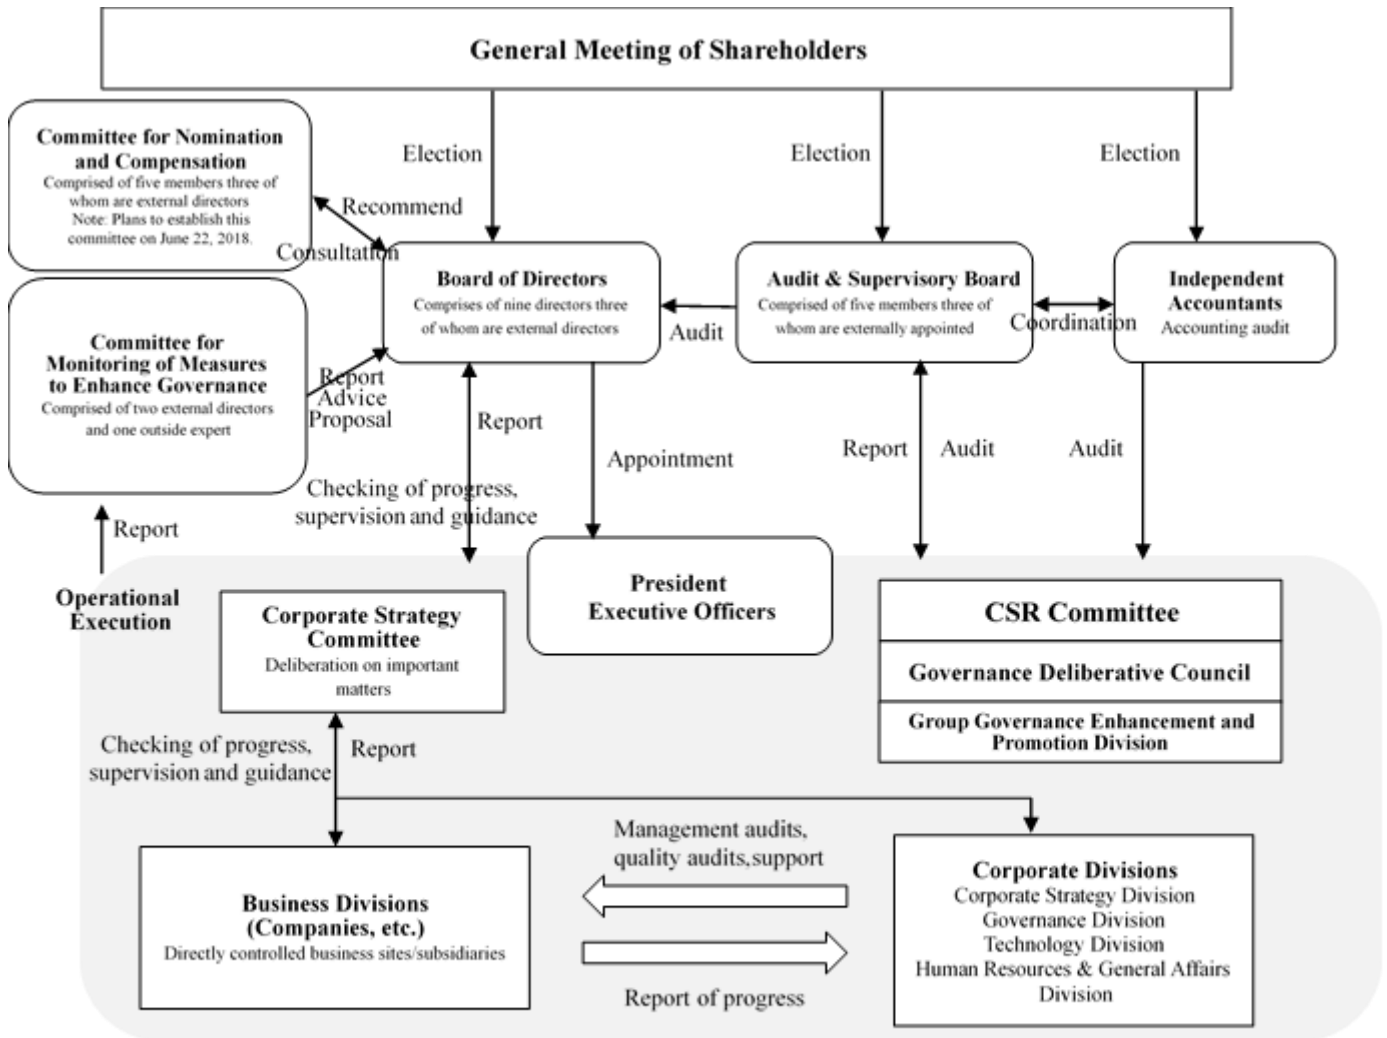 General Meeting of Shareholders
Committee for Nomination
and Compensation
Comprised of five members three of
whom are external directors
Note: Plans to establish this
committee on June 22, 2018.
Election
Election
Election
Recommend
Consultation
Board of Directors
Comprises of nine directors three
of whom are external directors
Audit
Audit & Supervisory Board
Comprised of five members three of
whom are externally appointed
Coordination
Independent
Accountants
Accounting audit
Committee for
Monitoring of Measures
to Enhance Governance
Comprised of two external directors
and one outside expert
Report
Advice
Proposal
Report
Checking of progress,
supervision and guidance
Appointment
Report
Audit
Audit
Report
Operational
Execution
Corporate Strategy
Committee
Deliberation on important
matters
President
Executive Officers
CSR Committee
Governance Deliberative Council
Group Governance Enhancement and
Promotion Division
Checking of progress,
supervision and guidance
Report
Business Divisions
(Companies, etc.)
Directly controlled business sites/subsidiaries
Management audits,
quality audits,support
Report of progress
Corporate Divisions
Corporate Strategy Division
Governance Division
Technology Division
Human Resources & General Affairs
Division